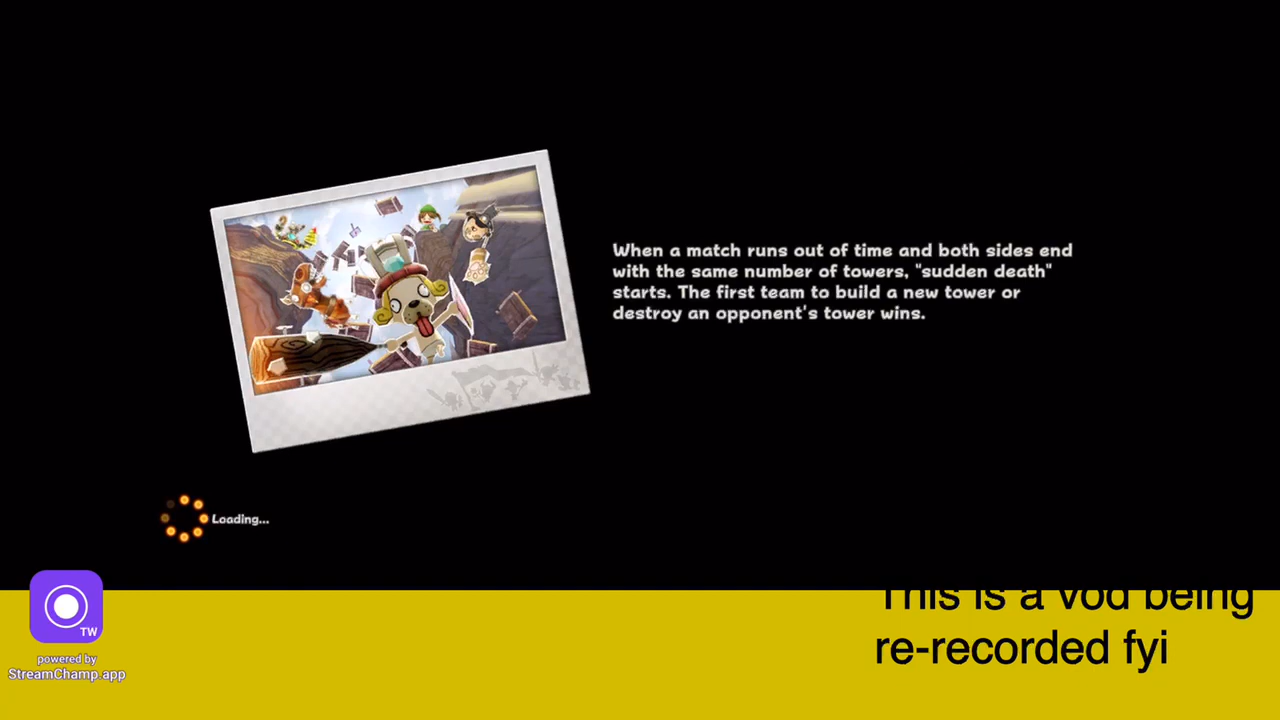 When a match runs out of time and both sides end
with the same number of towers, "sudden death"
starts. The first team to build a new tower or
destroy an opponent's tower wins.
Loading...
TW
powered by
StreamChamp.app
This is a vod being
re-recorded fyi